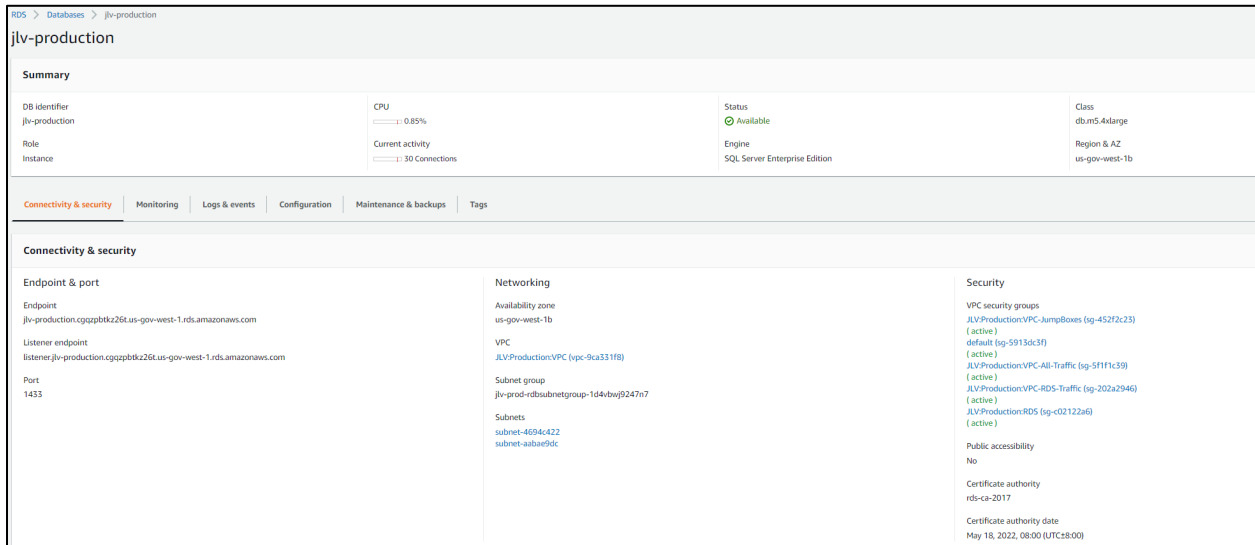 RDS > Databases > jlv-production
jlv-production
Summary
DB identifier
jlv-production
CPU
0.85%
Status
Available
Class
db.m5.4xlarge
Role
Instance
Current activity
30 Connections
Engine
SQL Server Enterprise Edition
Region & AZ
us-gov-west-1b
Connectivity & security Monitoring Logs & events Configuration Maintenance & backups Tags
Connectivity & security
Endpoint & port
Endpoint
jlv-production.cgqzpbtkz26t.us-gov-west-1.rds.amazonaws.com
Listener endpoint
listener.jlv-production.cgqzpbtkz26t.us-gov-west-1.rds.amazonaws.com
Port
1433
Networking
Availability zone
us-gov-west-1b
VPC
JLV:Production:VPC (vpc-9ca331f8)
Subnet group
jlv-prod-rdbsubnetgroup-1d4vbwj9247n7
Subnets
subnet-4694c422
subnet-aabae9dc
Security
VPC security groups
JLV:Production:VPC-JumpBoxes (sg-452f2c23)
( active )
default (sg-5913dc3f)
( active )
JLV:Production:VPC-All-Traffic (sg-5f1f1c39)
( active )
JLV:Production:VPC-RDS-Traffic (sg-202a2946)
( active )
JLV:Production:RDS (sg-c02122a6)
( active )
Public accessibility
No
Certificate authority
rds-ca-2017
Certificate authority date
May 18, 2022, 08:00 (UTC±8:00)